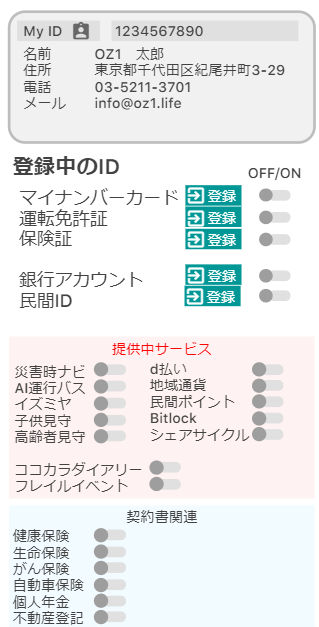 My ID 1234567890
名前 OZ1 太郎
住所 東京都千代田区紀尾井町3-29
電話 03-5211-3701
メール info@oz1.life
登録中のID
OFF/ON
マイナンバーカード 登録
運転免許証 登録
保険証 登録
銀行アカウント 登録
民間ID 登録
提供中サービス
災害時ナビ d払い
AI運行バス 地域通貨
イズミヤ 民間ポイント
子供見守 Bitlock
高齢者見守 シェアサイクル
ココカラダイアリー
フレイルイベント
契約書関連
健康保険
生命保険
がん保険
自動車保険
個人年金
不動産登記